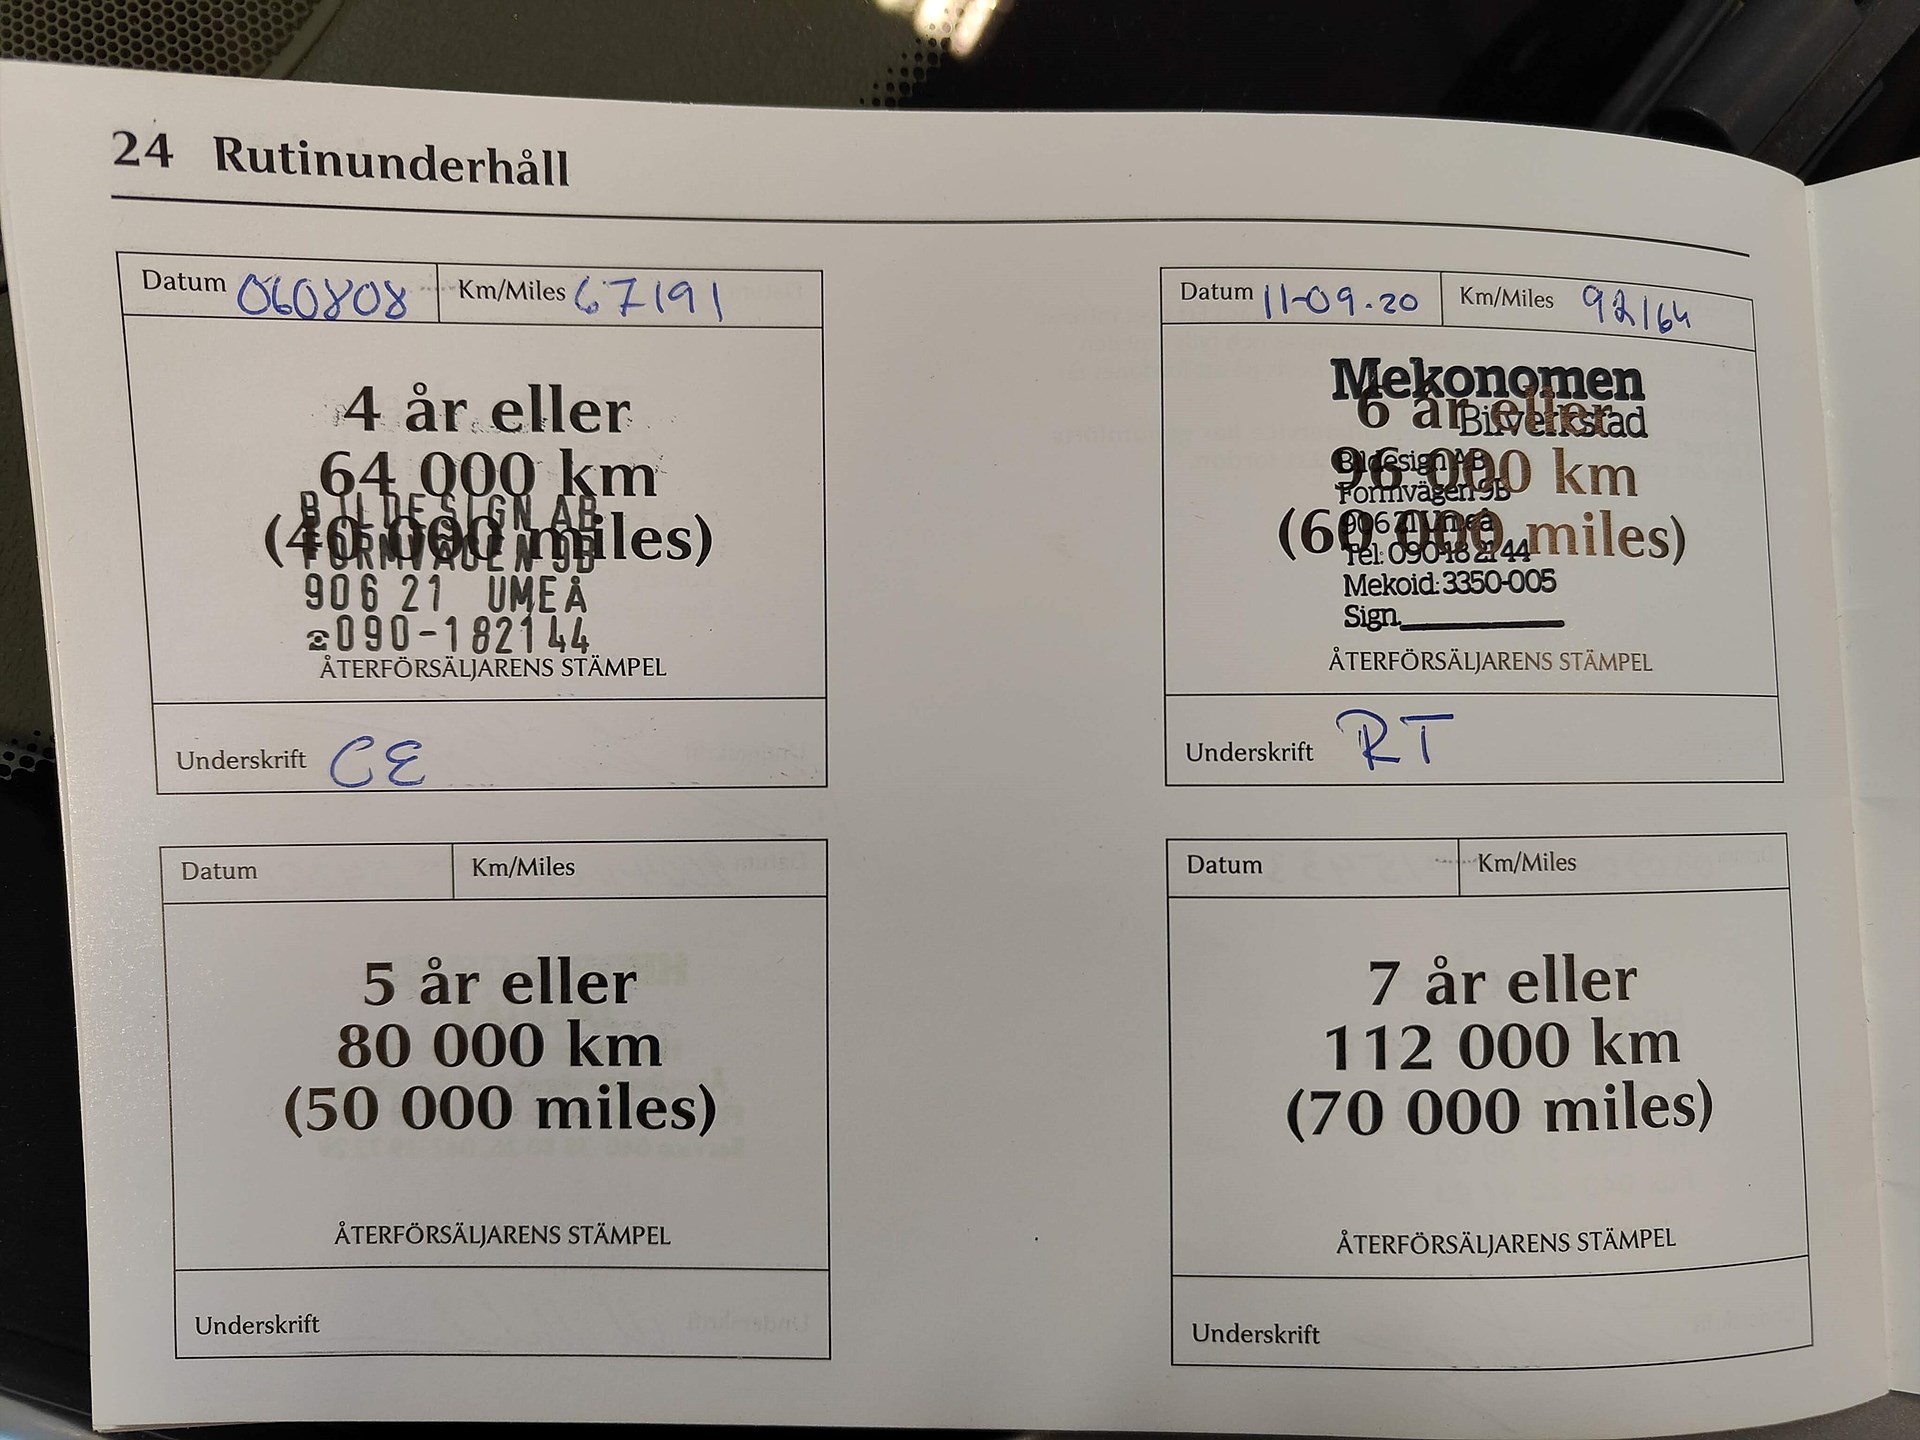 24 Rutinunderhåll
Datum 060808 Km/Miles 67191
4 år eller
64 000 km
BILDESIGN AB
(40 000 miles)
FORMVÄGEN 9B
906 21 UMEÅ
☎090-182144
ÅTERFÖRSÄLJARENS STÄMPEL
Underskrift CE
Datum 11-09.20 Km/Miles 92164
Mekonomen
6 år eller
Bilverkstad
Bildesign AB
96 000 km
Formvägen 9B
906 21 Umeå
(60 000 miles)
Tel: 090-18 21 44
Mekoid: 3350-005
Sign.
ÅTERFÖRSÄLJARENS STÄMPEL
Underskrift RT
Datum Km/Miles
5 år eller
80 000 km
(50 000 miles)
ÅTERFÖRSÄLJARENS STÄMPEL
Underskrift
Datum Km/Miles
7 år eller
112 000 km
(70 000 miles)
ÅTERFÖRSÄLJARENS STÄMPEL
Underskrift